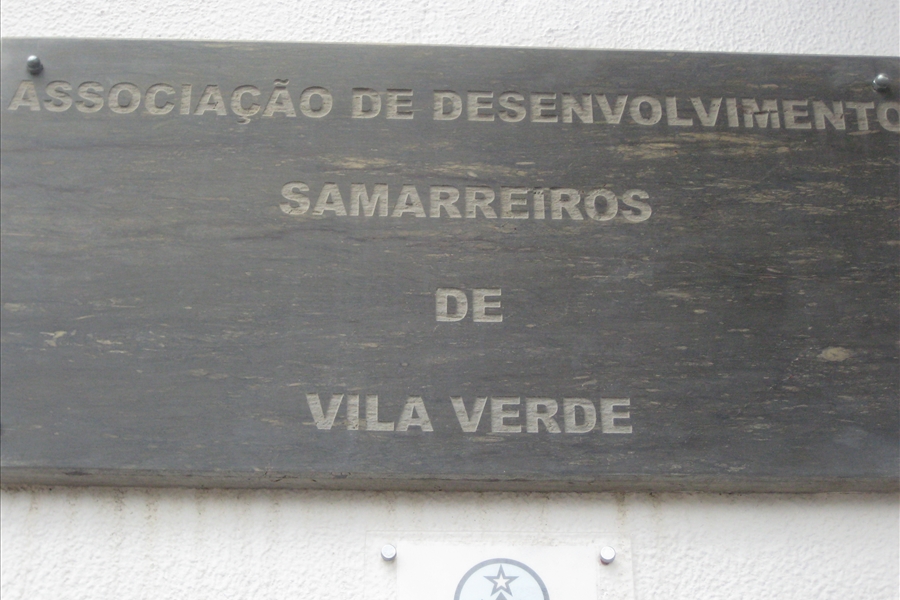 ASSOCIAÇÃO DE DESENVOLVIMENTO
SAMARREIROS
DE
VILA VERDE